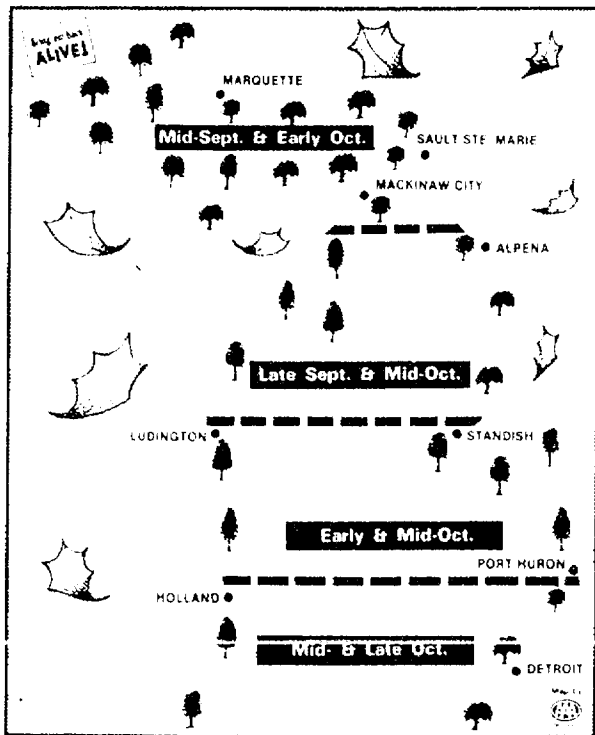 ALIVE!
MARQUETTE
Mid-Sept. & Early Oct.
SAULT STE. MARIE
MACKINAW CITY
ALPENA
Late Sept. & Mid-Oct.
LUDINGTON
STANDISH
Early & Mid-Oct.
PORT HURON
HOLLAND
Mid- & Late Oct.
DETROIT